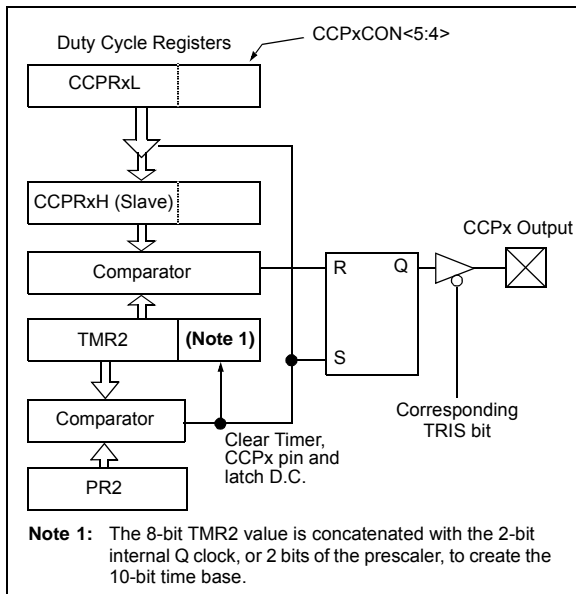 Duty Cycle Registers
CCPxCON<5:4>
CCPRxL
CCPRxH (Slave)
CCPx Output
Comparator
R
Q
TMR2
(Note 1)
S
Comparator
Clear Timer,
CCPx pin and
latch D.C.
Corresponding
TRIS bit
PR2
Note 1: The 8-bit TMR2 value is concatenated with the 2-bit
internal Q clock, or 2 bits of the prescaler, to create the
10-bit time base.